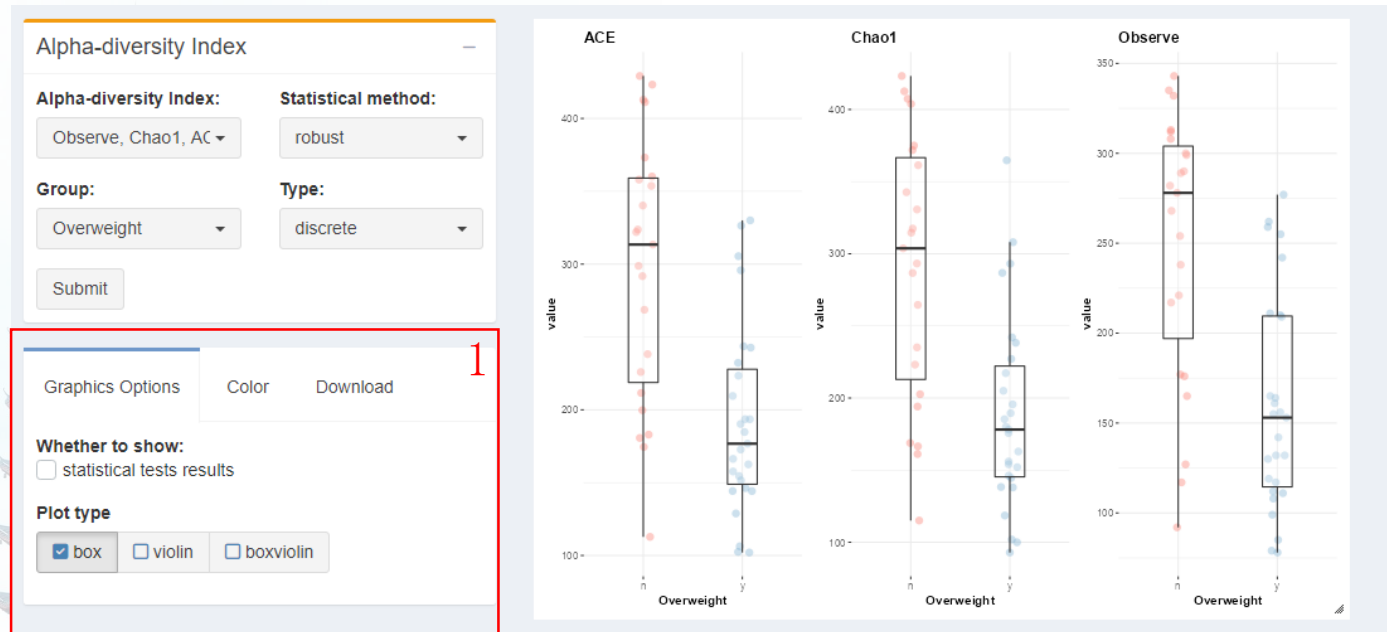 Alpha-diversity Index
Alpha-diversity Index: Statistical method:
Observe, Chao1, AC robust
Group: Type:
Overweight discrete
Submit
1
Graphics Options Color Download
Whether to show:
statistical tests results
Plot type
box violin boxviolin
ACE
400
300
200
100
value
n y
Overweight
Chao1
400
300
200
100
value
n y
Overweight
Observe
350
300
250
200
150
100
value
n y
Overweight